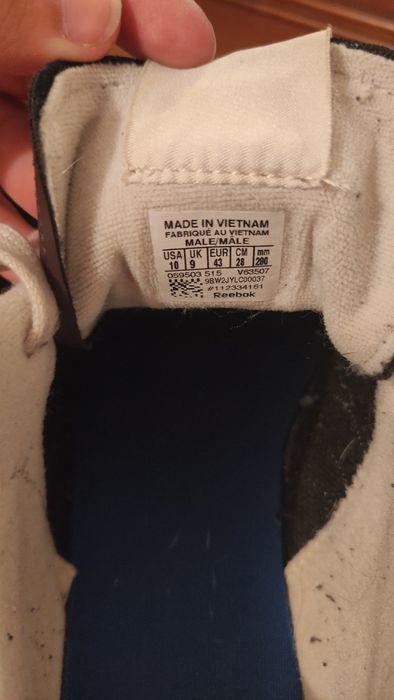 MADE IN VIETNAM
FABRIQUÉ AU VIETNAM
MALE/MÂLE
USA UK EUR CM mm
10 9 43 28 280
059503 515 V63507
9BW2JYLC00037
#112334161
Reebok